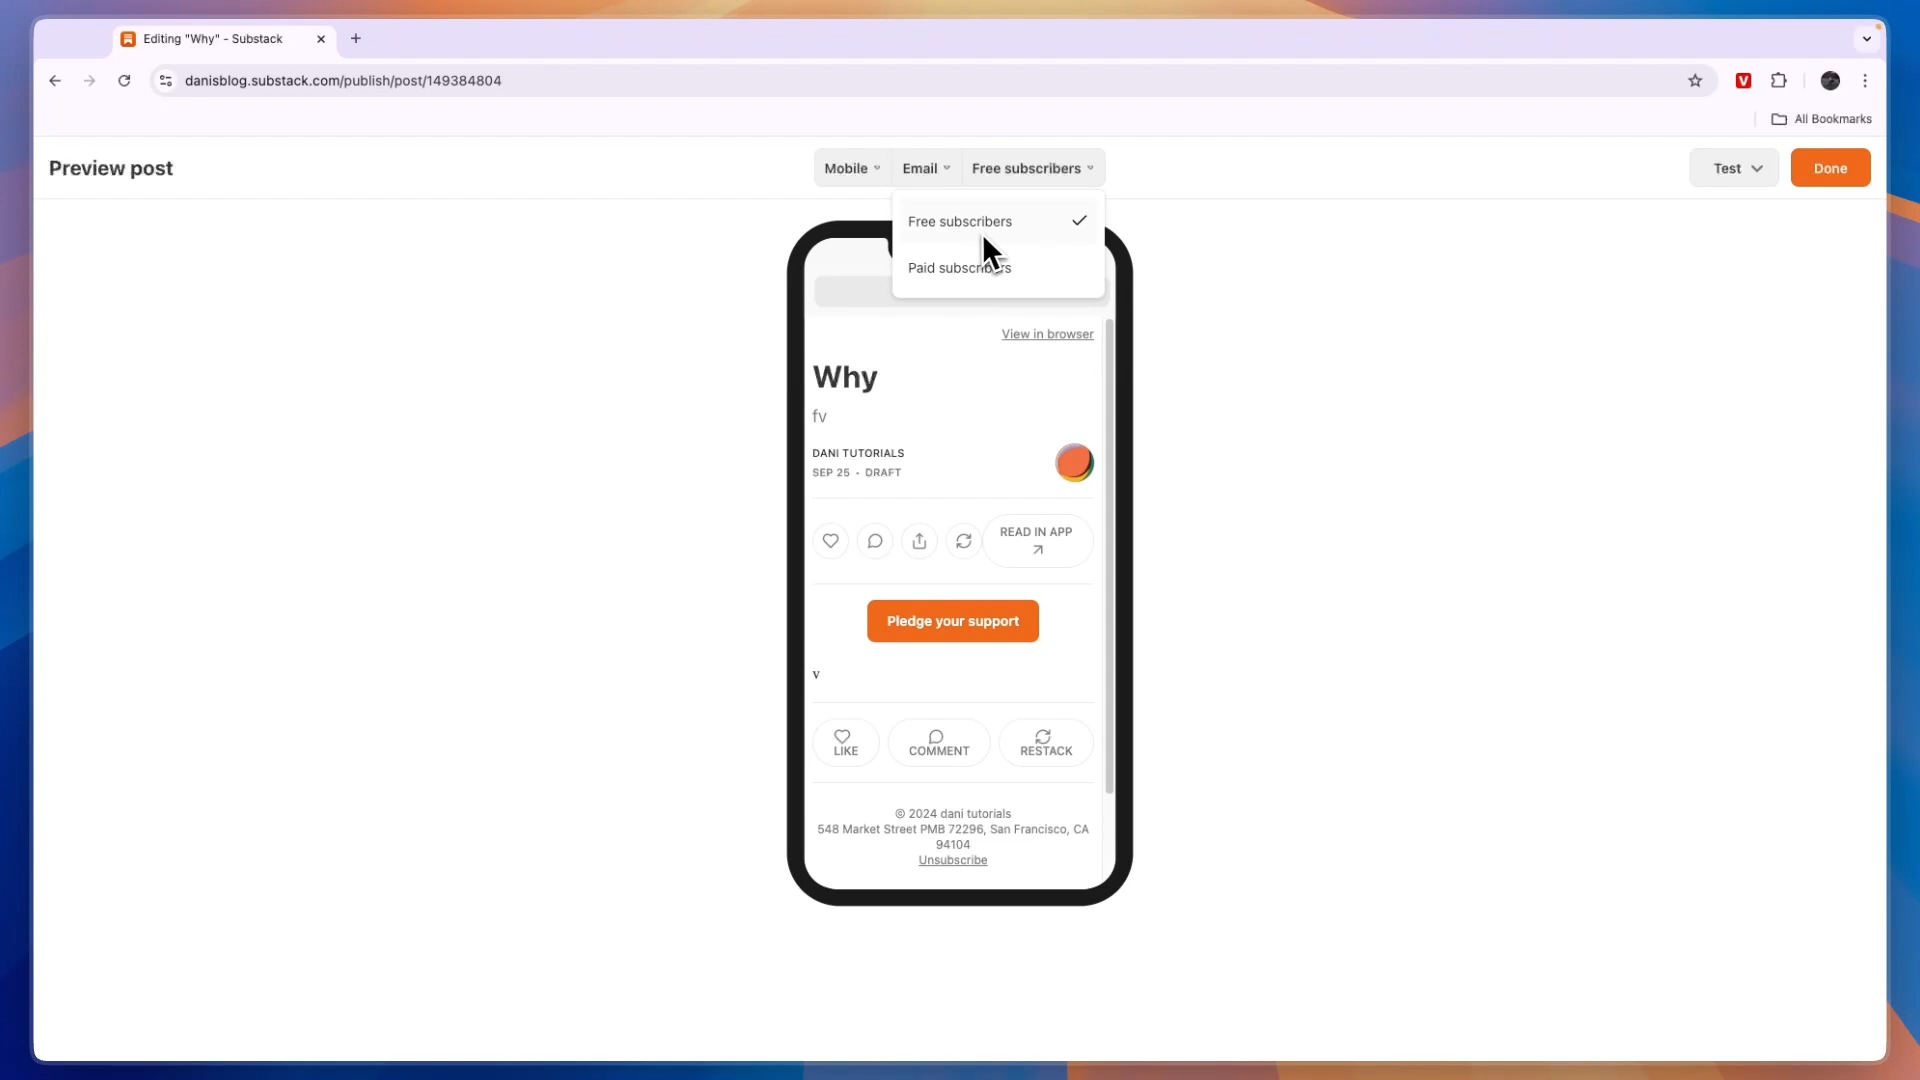 Editing "Why" - Substack
danisblog.substack.com/publish/post/149384804
All Bookmarks
Preview post
Mobile
Email
Free subscribers
Test
Done
Free subscribers
Paid subscribers
View in browser
Why
fv
DANI TUTORIALS
SEP 25 • DRAFT
READ IN APP
Pledge your support
v
LIKE
COMMENT
RESTACK
© 2024 dani tutorials
548 Market Street PMB 72296, San Francisco, CA
94104
Unsubscribe